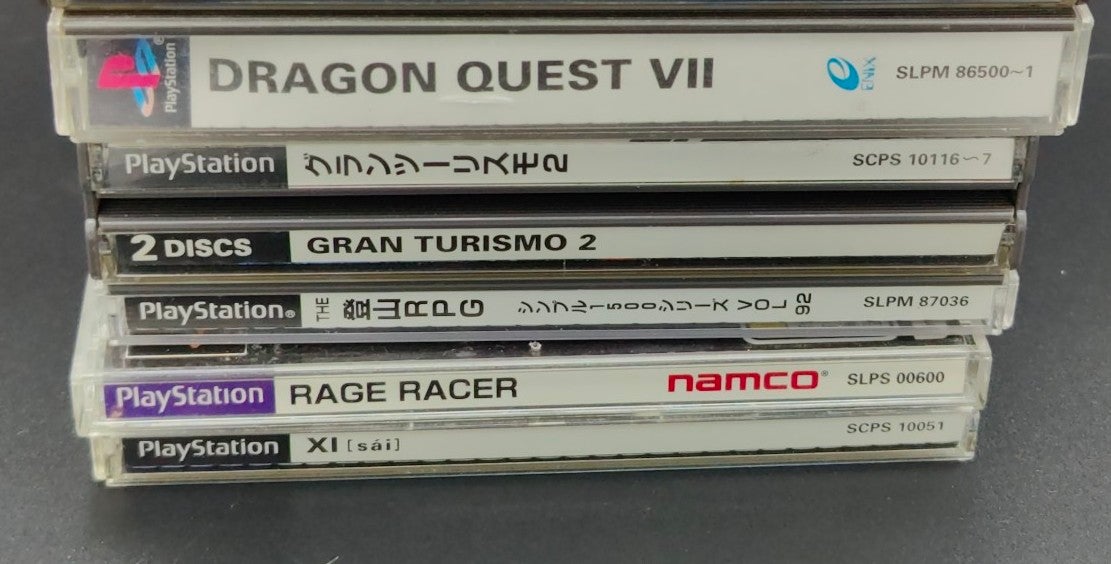 PlayStation DRAGON QUEST VII ENIX SLPM 86500~1
PlayStation グランツーリスモ2 SCPS 10116~7
2 DISCS GRAN TURISMO 2
PlayStation® THE 登山RPG シンプル1500シリーズ VOL. 92 SLPM 87036
PlayStation RAGE RACER namco® SLPS 00600
PlayStation XI [sái] SCPS 10051